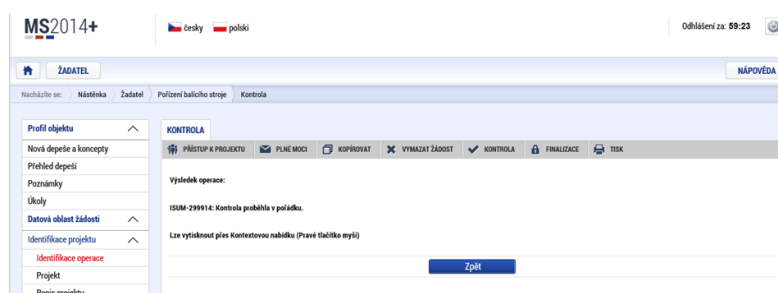 MS2014+
česky polski
Odhlášení za: 59:23
ŽADATEL
NÁPOVĚDA
Nacházíte se: Nástěnka Žadatel Pořízení balicího stroje Kontrola
Profil objektu
Nová depeše a koncepty
Přehled depeší
Poznámky
Úkoly
Datová oblast žádosti
Identifikace projektu
Identifikace operace
Projekt
Popis projektu
KONTROLA
PŘÍSTUP K PROJEKTU PLNÉ MOCI KOPÍROVAT VYMAZAT ŽÁDOST KONTROLA FINALIZACE TISK
Výsledek operace:
ISUM-299914: Kontrola proběhla v pořádku.
Lze vytisknout přes Kontextovou nabídku (Pravé tlačítko myši)
Zpět